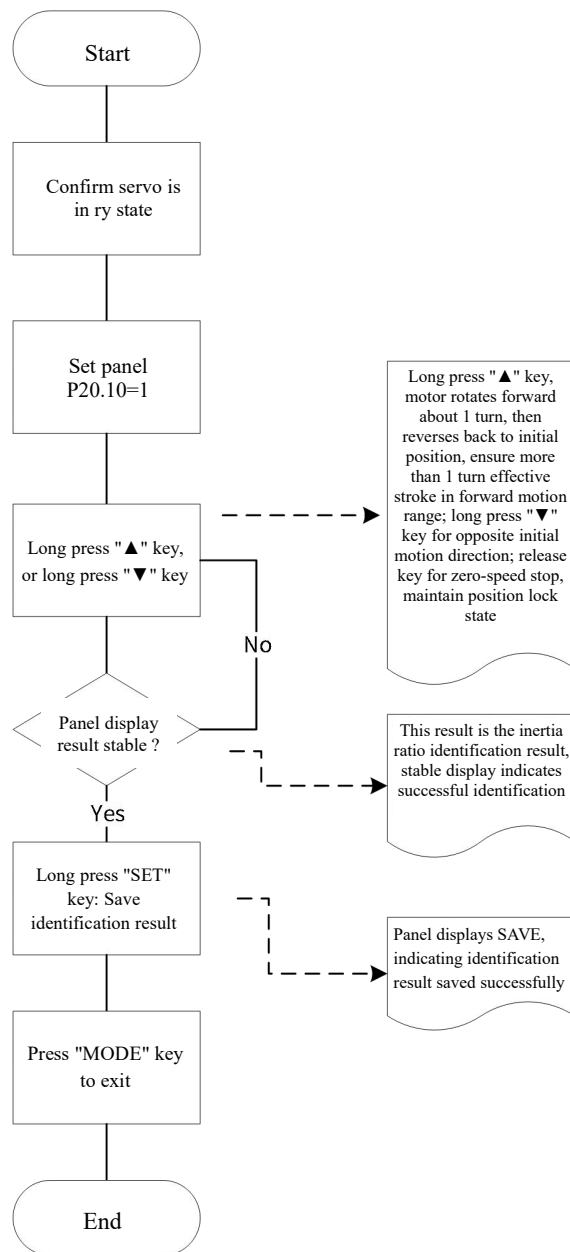 Start
Confirm servo is
in ry state
Set panel
P20.10=1
Long press "▲" key,
motor rotates forward
about 1 turn, then
reverses back to initial
position, ensure more
than 1 turn effective
stroke in forward motion
range; long press "▼"
key for opposite initial
motion direction; release
key for zero-speed stop,
maintain position lock
state
Long press "▲" key,
or long press "▼" key
No
Panel display
result stable ?
This result is the inertia
ratio identification result,
stable display indicates
successful identification
Yes
Long press "SET"
key: Save
identification result
Panel displays SAVE,
indicating identification
result saved successfully
Press "MODE" key
to exit
End